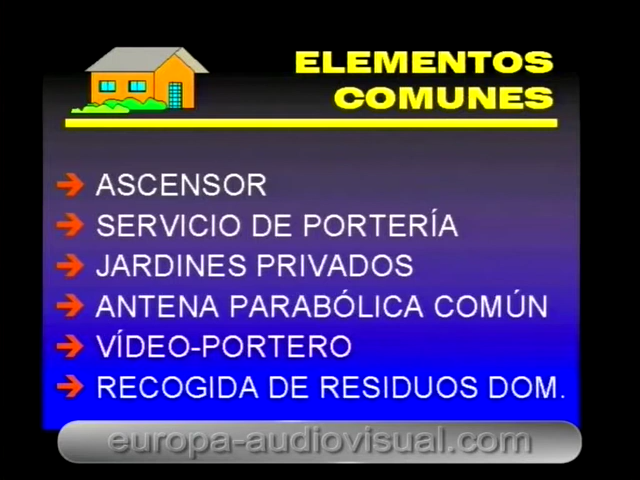 ELEMENTOS
COMUNES
ASCENSOR
SERVICIO DE PORTERÍA
JARDINES PRIVADOS
ANTENA PARABÓLICA COMÚN
VÍDEO-PORTERO
RECOGIDA DE RESIDUOS DOM.
europa-audiovisual.com